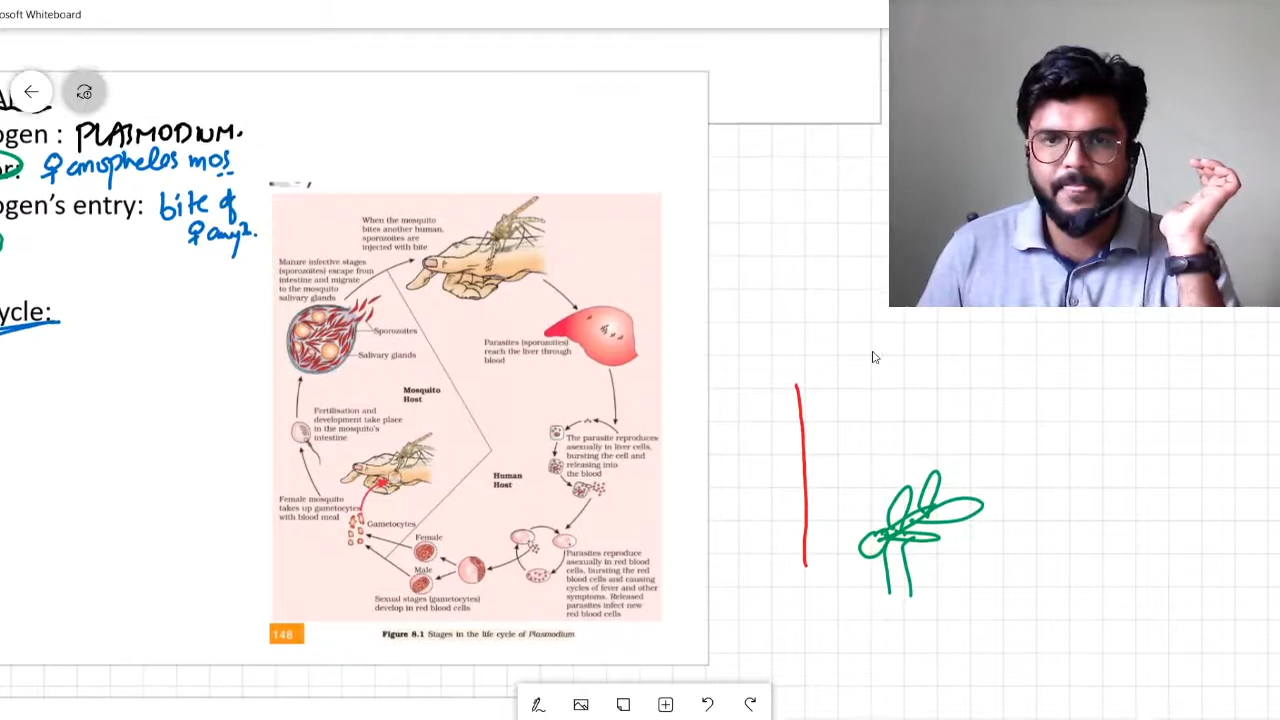 osoft Whiteboard
ogen : PLASMODIUM.
or: ♀ anophelos mos
ogen's entry: bite of
♀
ycle:
When the mosquito
bites another human,
sporozoites are
injected with bite
Mature infective stages
(sporozoites) escape from
intestine and migrate
to the mosquito
salivary glands
Sporozoites
Salivary glands
Parasites (sporozoites)
reach the liver through
blood
Mosquito
Host
Fertilisation and
development take place
in the mosquito's
intestine
The parasite reproduces
asexually in liver cells,
bursting the cell and
releasing into
the blood
Human
Host
Female mosquito
takes up gametocytes
with blood meal
Gametocytes
Female
Male
Sexual stages (gametocytes)
develop in red blood cells
Parasites reproduce
asexually in red blood
cells, bursting the red
blood cells and causing
cycles of fever and other
symptoms. Released
parasites infect new
red blood cells
148
Figure 8.1 Stages in the life cycle of Plasmodium